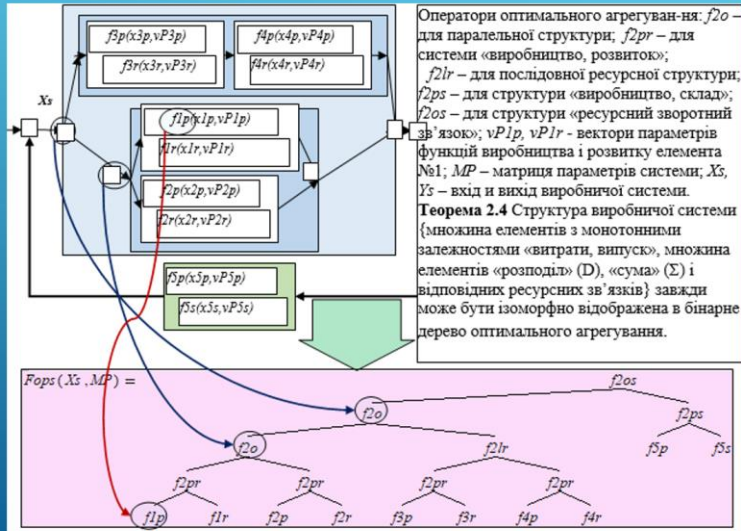 f3p(x3p,vP3p)
f3r(x3r,vP3r)
f4p(x4p,vP4p)
f4r(x4r,vP4r)
Xs
f1p(x1p,vP1p)
f1r(x1r,vP1r)
f2p(x2p,vP2p)
f2r(x2r,vP2r)
f5p(x5p,vP5p)
f5s(x5s,vP5s)
Оператори оптимального агрегуван-ня: f2o –
для паралельної структури; f2pr – для
системи «виробництво, розвиток»;
f2lr – для послідовної ресурсної структури;
f2ps – для структури «виробництво, склад»;
f2os – для структури «ресурсний зворотний
зв’язок»; vP1p, vP1r - вектори параметрів
функцій виробництва і розвитку елемента
№1; MP – матриця параметрів системи; Xs,
Ys – вхід и вихід виробничої системи.
Теорема 2.4 Структура виробничої системи
{множина елементів з монотонними
залежностями «витрати, випуск», множина
елементів «розподіл» (D), «сума» (Σ) і
відповідних ресурсних зв’язків} завжди
може бути ізоморфно відображена в бінарне
дерево оптимального агрегування.
Fops(Xs,MP) =
f2os
f2o f2ps
f5p f5s
f2o f2lr
f2pr f2pr f2pr f2pr
f1p f1r f2p f2r f3p f3r f4p f4r